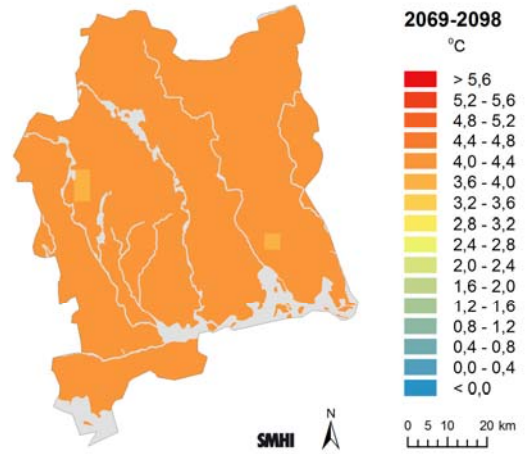 2069-2098
°C
> 5,6
5,2 - 5,6
4,8 - 5,2
4,4 - 4,8
4,0 - 4,4
3,6 - 4,0
3,2 - 3,6
2,8 - 3,2
2,4 - 2,8
2,0 - 2,4
1,6 - 2,0
1,2 - 1,6
0,8 - 1,2
0,4 - 0,8
0,0 - 0,4
< 0,0
SMHI
N
0 5 10 20 km